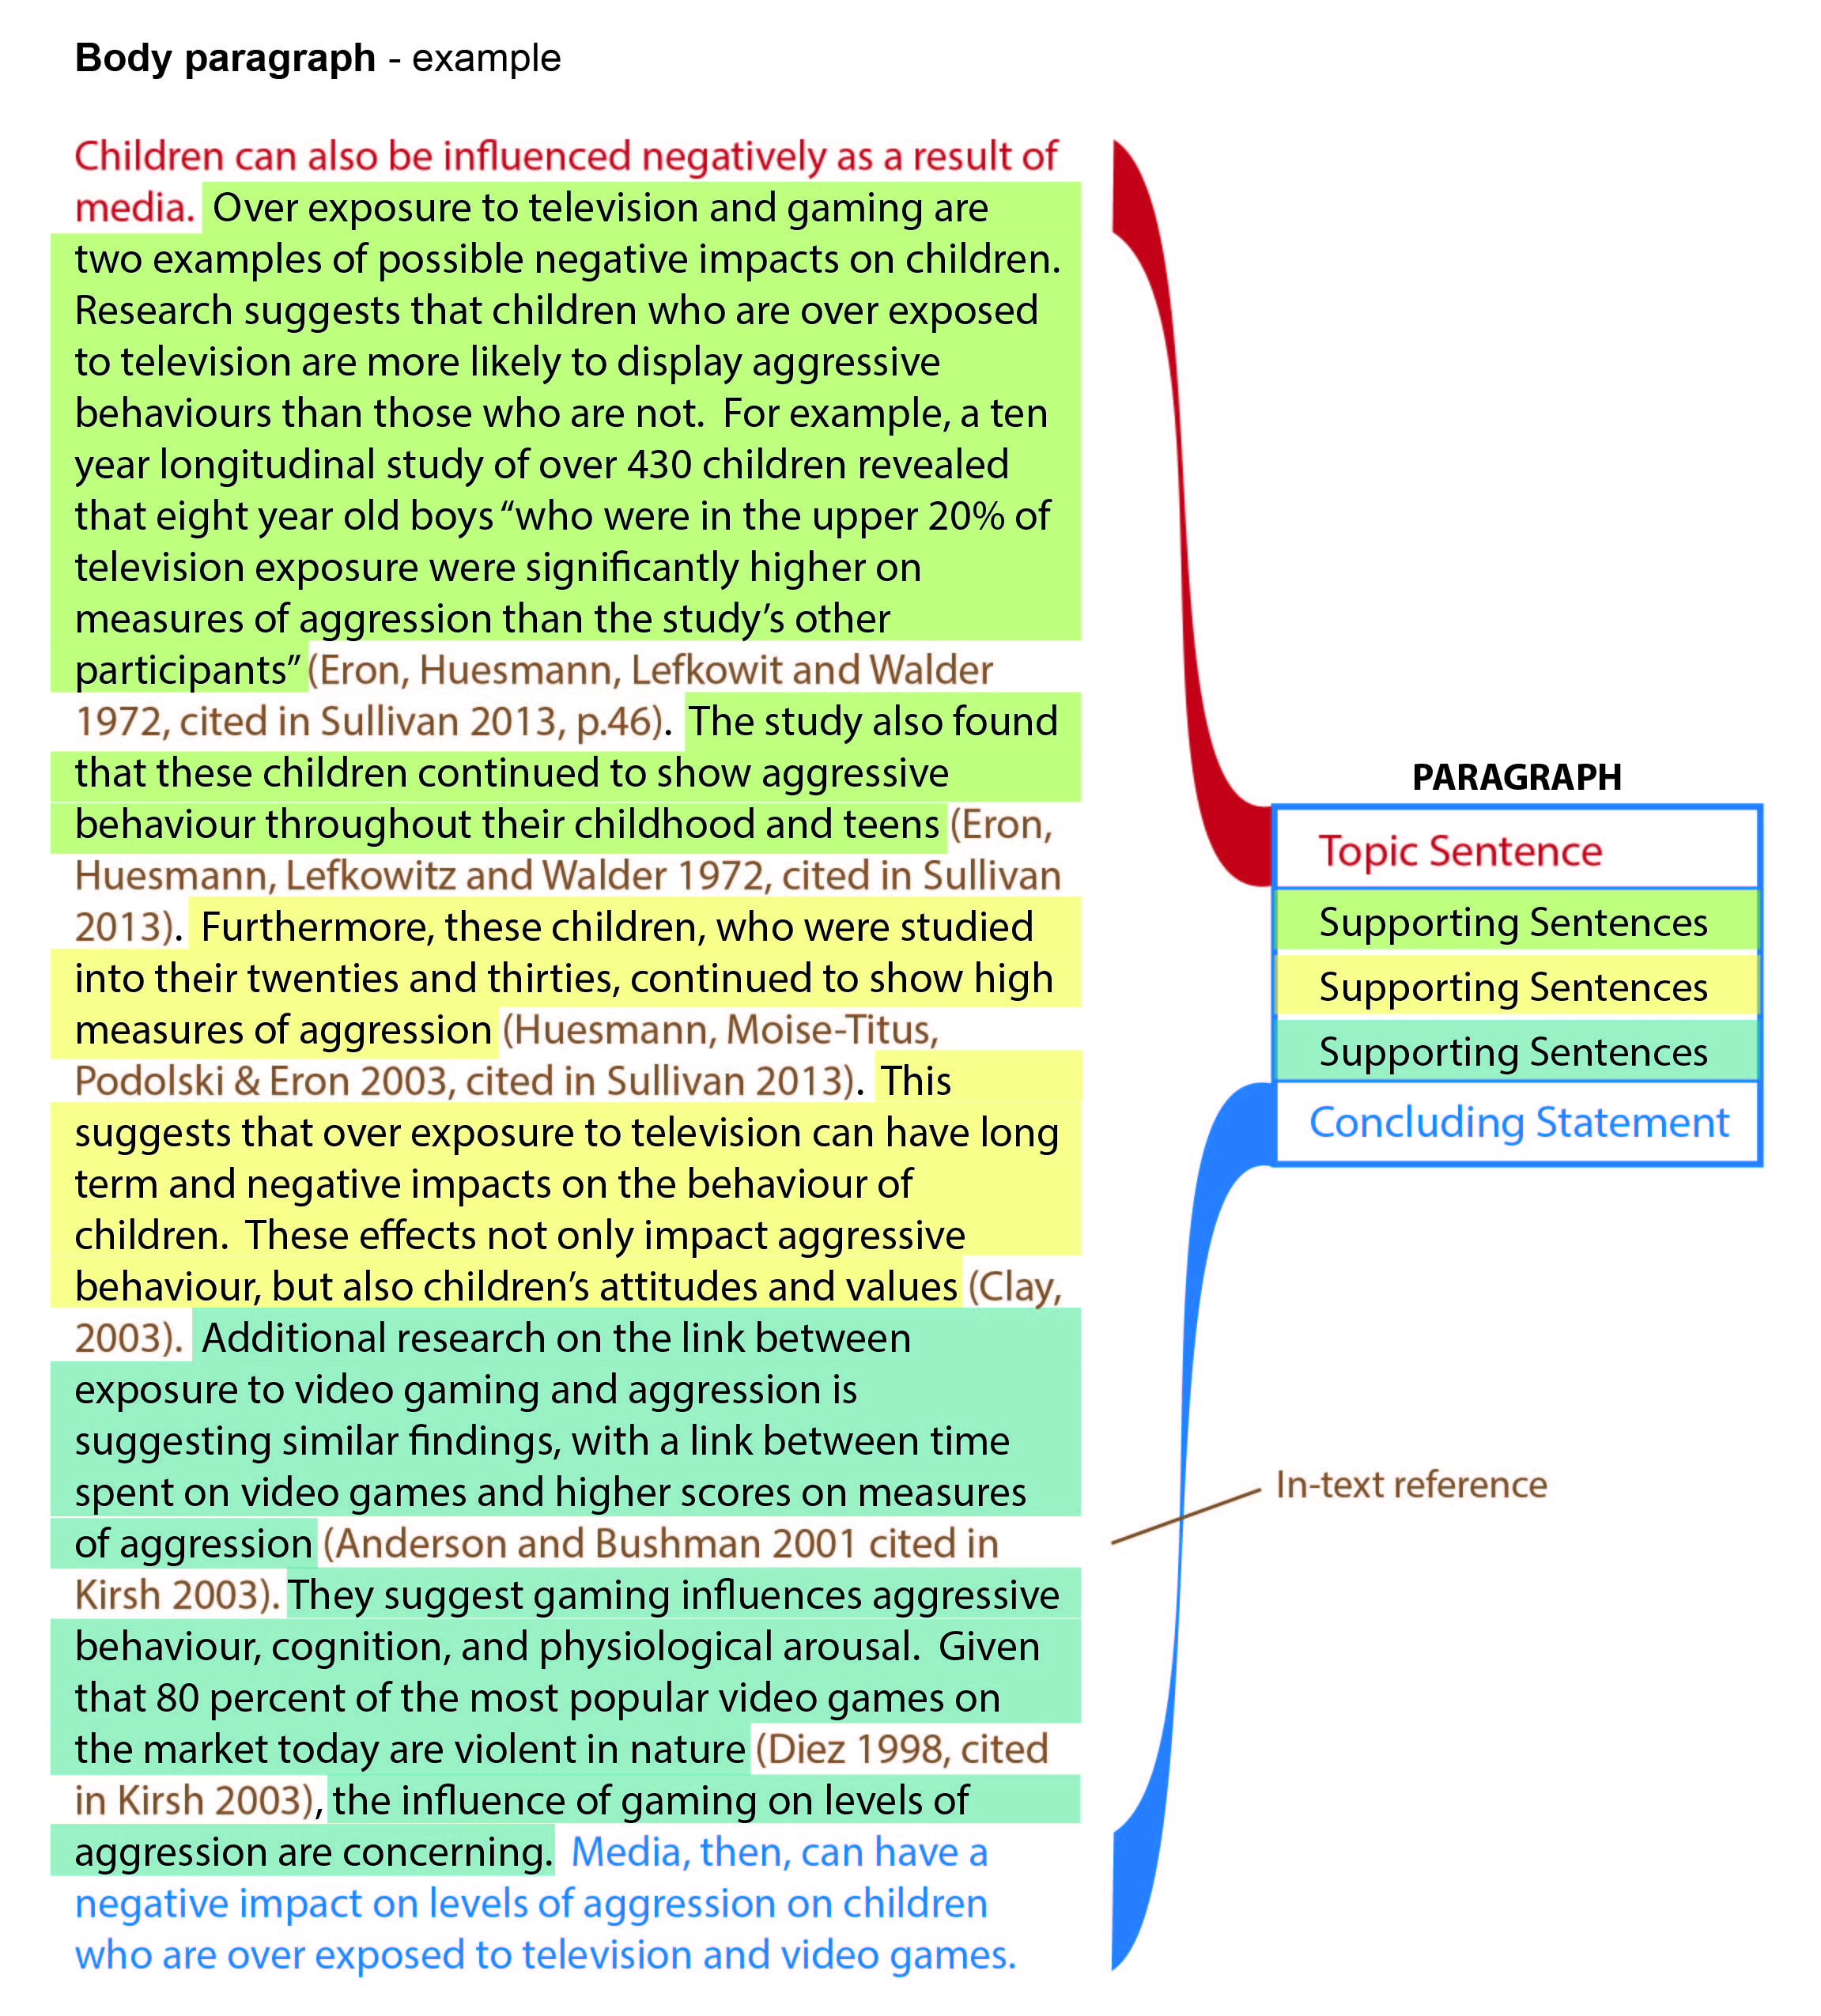 Body paragraph - example
Children can also be influenced negatively as a result of
media. Over exposure to television and gaming are
two examples of possible negative impacts on children.
Research suggests that children who are over exposed
to television are more likely to display aggressive
behaviours than those who are not. For example, a ten
year longitudinal study of over 430 children revealed
that eight year old boys “who were in the upper 20% of
television exposure were significantly higher on
measures of aggression than the study’s other
participants” (Eron, Huesmann, Lefkowit and Walder
1972, cited in Sullivan 2013, p.46). The study also found
that these children continued to show aggressive
behaviour throughout their childhood and teens (Eron,
Huesmann, Lefkowitz and Walder 1972, cited in Sullivan
2013). Furthermore, these children, who were studied
into their twenties and thirties, continued to show high
measures of aggression (Huesmann, Moise-Titus,
Podolski & Eron 2003, cited in Sullivan 2013). This
suggests that over exposure to television can have long
term and negative impacts on the behaviour of
children. These effects not only impact aggressive
behaviour, but also children’s attitudes and values (Clay,
2003). Additional research on the link between
exposure to video gaming and aggression is
suggesting similar findings, with a link between time
spent on video games and higher scores on measures
of aggression (Anderson and Bushman 2001 cited in
Kirsh 2003). They suggest gaming influences aggressive
behaviour, cognition, and physiological arousal. Given
that 80 percent of the most popular video games on
the market today are violent in nature (Diez 1998, cited
in Kirsh 2003), the influence of gaming on levels of
aggression are concerning. Media, then, can have a
negative impact on levels of aggression on children
who are over exposed to television and video games.
PARAGRAPH
Topic Sentence
Supporting Sentences
Supporting Sentences
Supporting Sentences
Concluding Statement
In-text reference